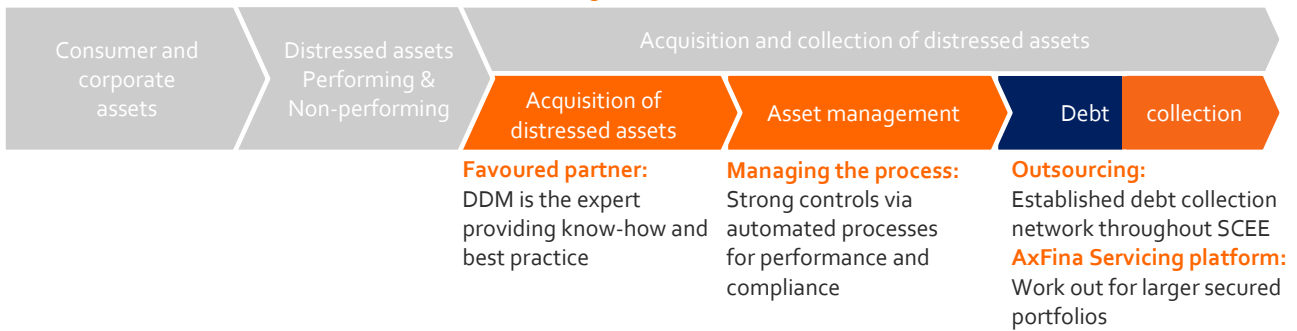 Consumer and
corporate
assets
Distressed assets
Performing &
Non-performing
Acquisition and collection of distressed assets
Acquisition of
distressed assets
Asset management
Debt collection
Favoured partner:
DDM is the expert
providing know-how and
best practice
Managing the process:
Strong controls via
automated processes
for performance and
compliance
Outsourcing:
Established debt collection
network throughout SCEE
AxFina Servicing platform:
Work out for larger secured
portfolios